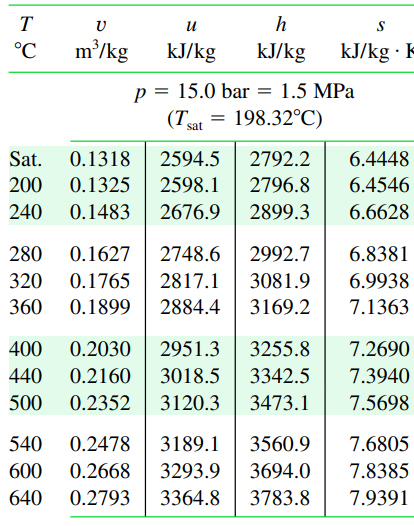 T v u h s
°C m³/kg kJ/kg kJ/kg kJ/kg · K
p = 15.0 bar = 1.5 MPa
(Tsat = 198.32°C)
Sat. 0.1318 2594.5 2792.2 6.4448
200 0.1325 2598.1 2796.8 6.4546
240 0.1483 2676.9 2899.3 6.6628
280 0.1627 2748.6 2992.7 6.8381
320 0.1765 2817.1 3081.9 6.9938
360 0.1899 2884.4 3169.2 7.1363
400 0.2030 2951.3 3255.8 7.2690
440 0.2160 3018.5 3342.5 7.3940
500 0.2352 3120.3 3473.1 7.5698
540 0.2478 3189.1 3560.9 7.6805
600 0.2668 3293.9 3694.0 7.8385
640 0.2793 3364.8 3783.8 7.9391